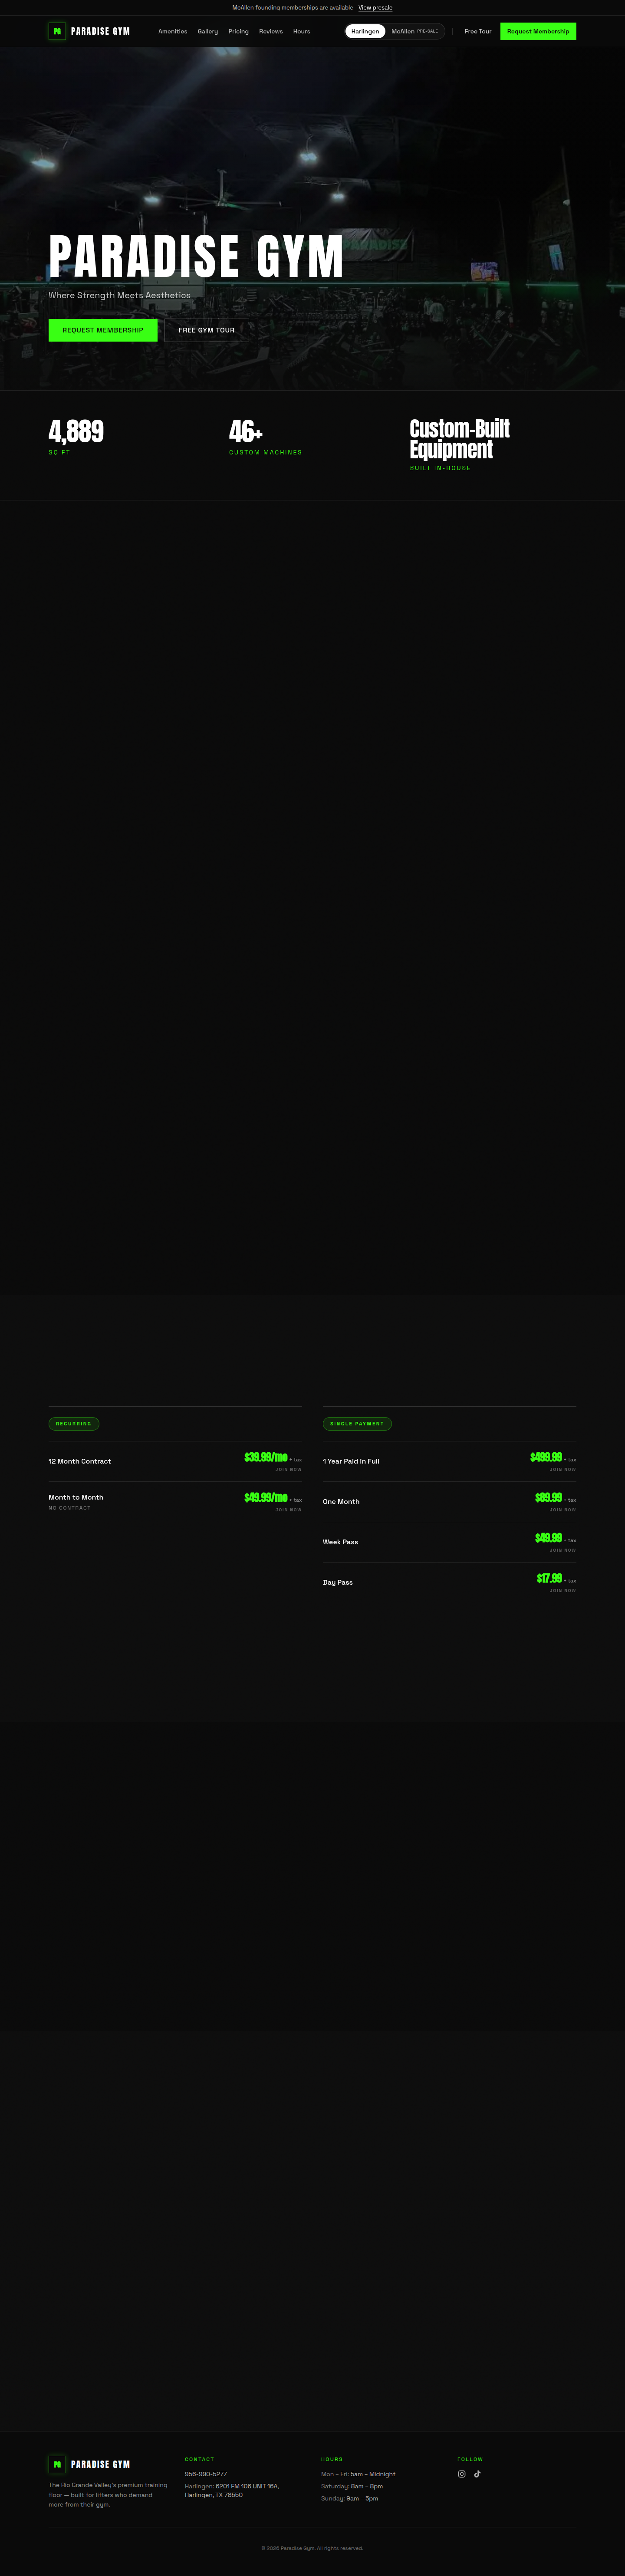 McAllen founding memberships are available View presale
PG PARADISE GYM
Amenities Gallery Pricing Reviews Hours
Harlingen McAllen PRE-SALE
Free Tour Request Membership
PARADISE GYM
Where Strength Meets Aesthetics
REQUEST MEMBERSHIP FREE GYM TOUR
4,889
SQ FT
46+
CUSTOM MACHINES
Custom-Built
Equipment
BUILT IN-HOUSE
RECURRING
12 Month Contract $39.99/mo + tax
JOIN NOW
Month to Month $49.99/mo + tax
NO CONTRACT JOIN NOW
SINGLE PAYMENT
1 Year Paid in Full $499.99 + tax
JOIN NOW
One Month $89.99 + tax
JOIN NOW
Week Pass $49.99 + tax
JOIN NOW
Day Pass $17.99 + tax
JOIN NOW
PG PARADISE GYM
The Rio Grande Valley's premium training
floor — built for lifters who demand
more from their gym.
CONTACT
956-990-5277
Harlingen: 6201 FM 106 UNIT 16A,
Harlingen, TX 78550
HOURS
Mon – Fri: 5am – Midnight
Saturday: 6am – 8pm
Sunday: 9am – 5pm
FOLLOW
© 2026 Paradise Gym. All rights reserved.